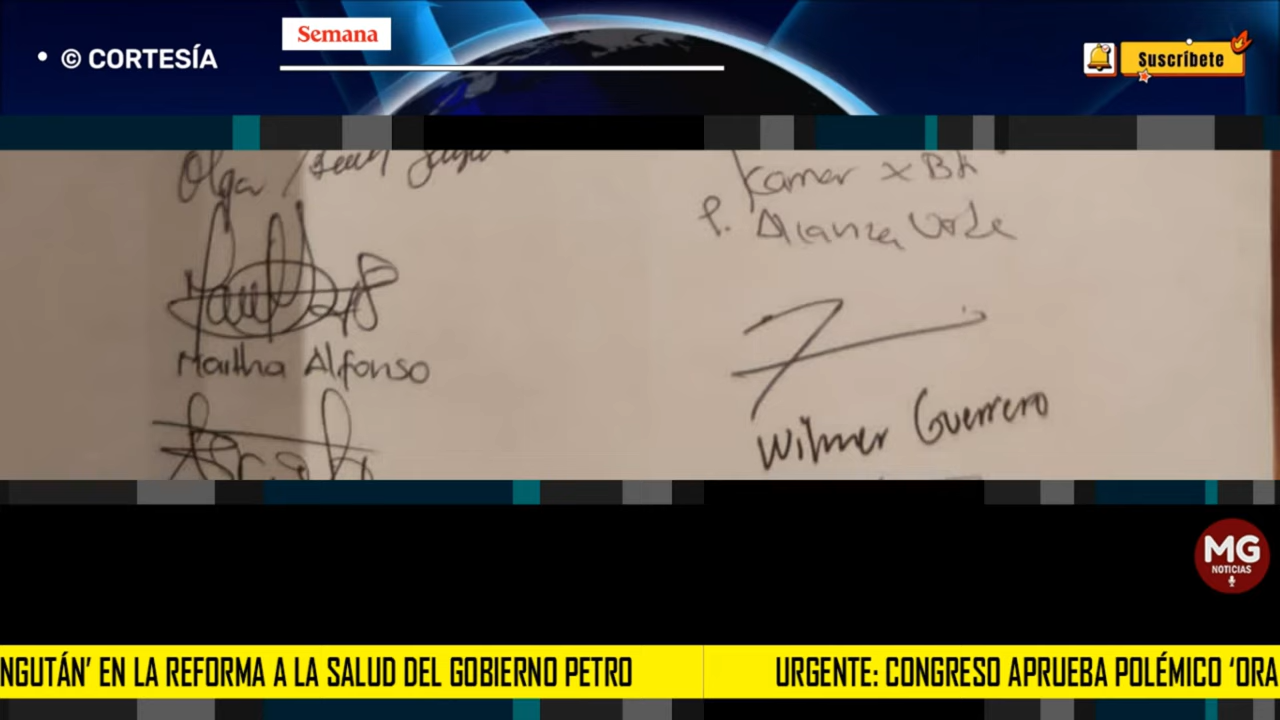 • © CORTESÍA
Semana
Suscríbete
Olga
Kamer x Bta
P. Alianza Verde
Martha Alfonso
Wilmer Guerrero
MG
NOTICIAS
NGUTÁN’ EN LA REFORMA A LA SALUD DEL GOBIERNO PETRO
URGENTE: CONGRESO APRUEBA POLÉMICO ‘ORA